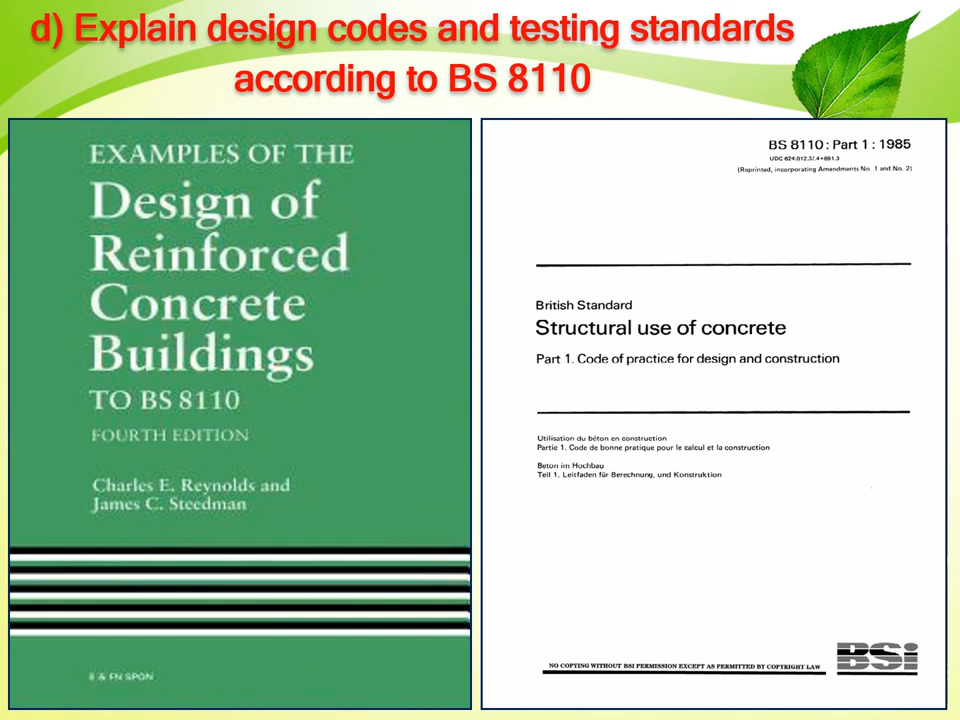 d) Explain design codes and testing standards
according to BS 8110
EXAMPLES OF THE
Design of
Reinforced
Concrete
Buildings
TO BS 8110
FOURTH EDITION
Charles E. Reynolds and
James C. Steedman
E & FN SPON
BS 8110 : Part 1 : 1985
UDC 624.012.3/.4+691.3
(Reprinted, incorporating Amendments No. 1 and No. 2)
British Standard
Structural use of concrete
Part 1. Code of practice for design and construction
Utilisation du béton en construction
Partie 1. Code de bonne pratique pour le calcul et la construction
Beton im Hochbau
Teil 1. Leitfaden für Berechnung, und Konstruktion
NO COPYING WITHOUT BSI PERMISSION EXCEPT AS PERMITTED BY COPYRIGHT LAW
BSi